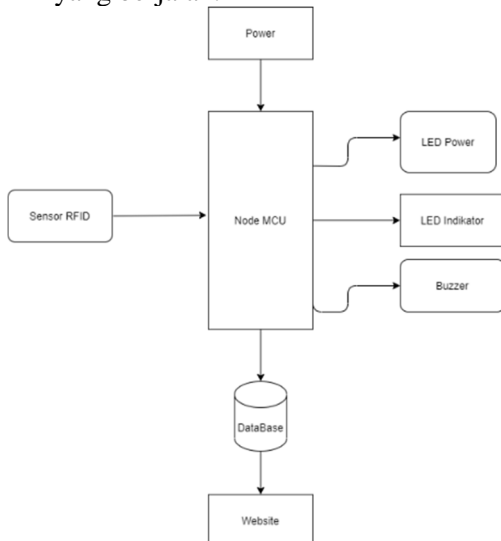 Power
LED Power
Sensor RFID
Node MCU
LED Indikator
Buzzer
DataBase
Website